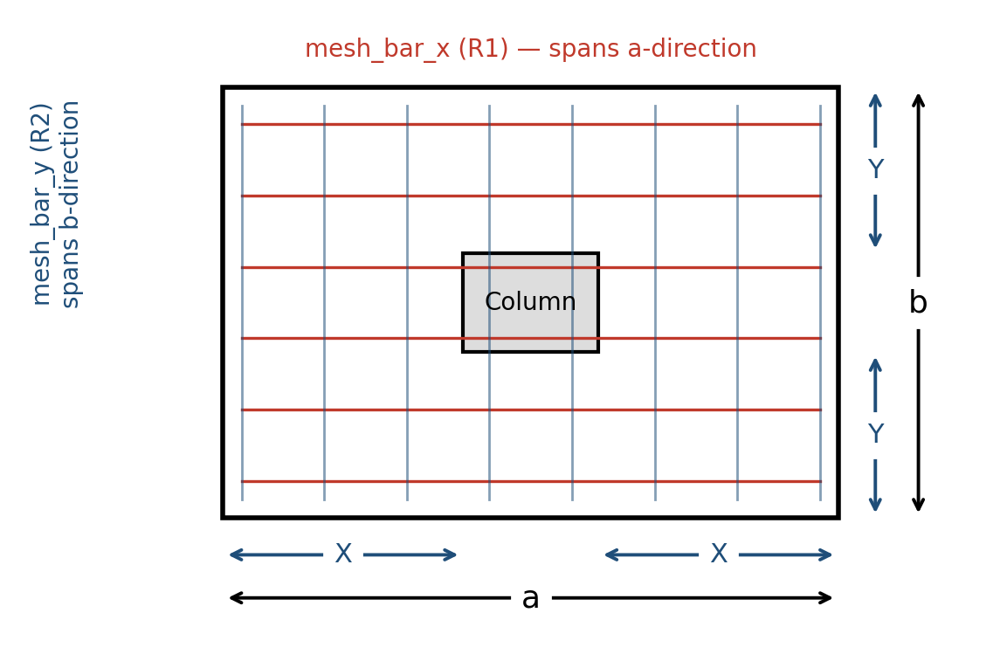 mesh_bar_x (R1) — spans a-direction
mesh_bar_y (R2)
spans b-direction
Y
Column
b
Y
X
X
a